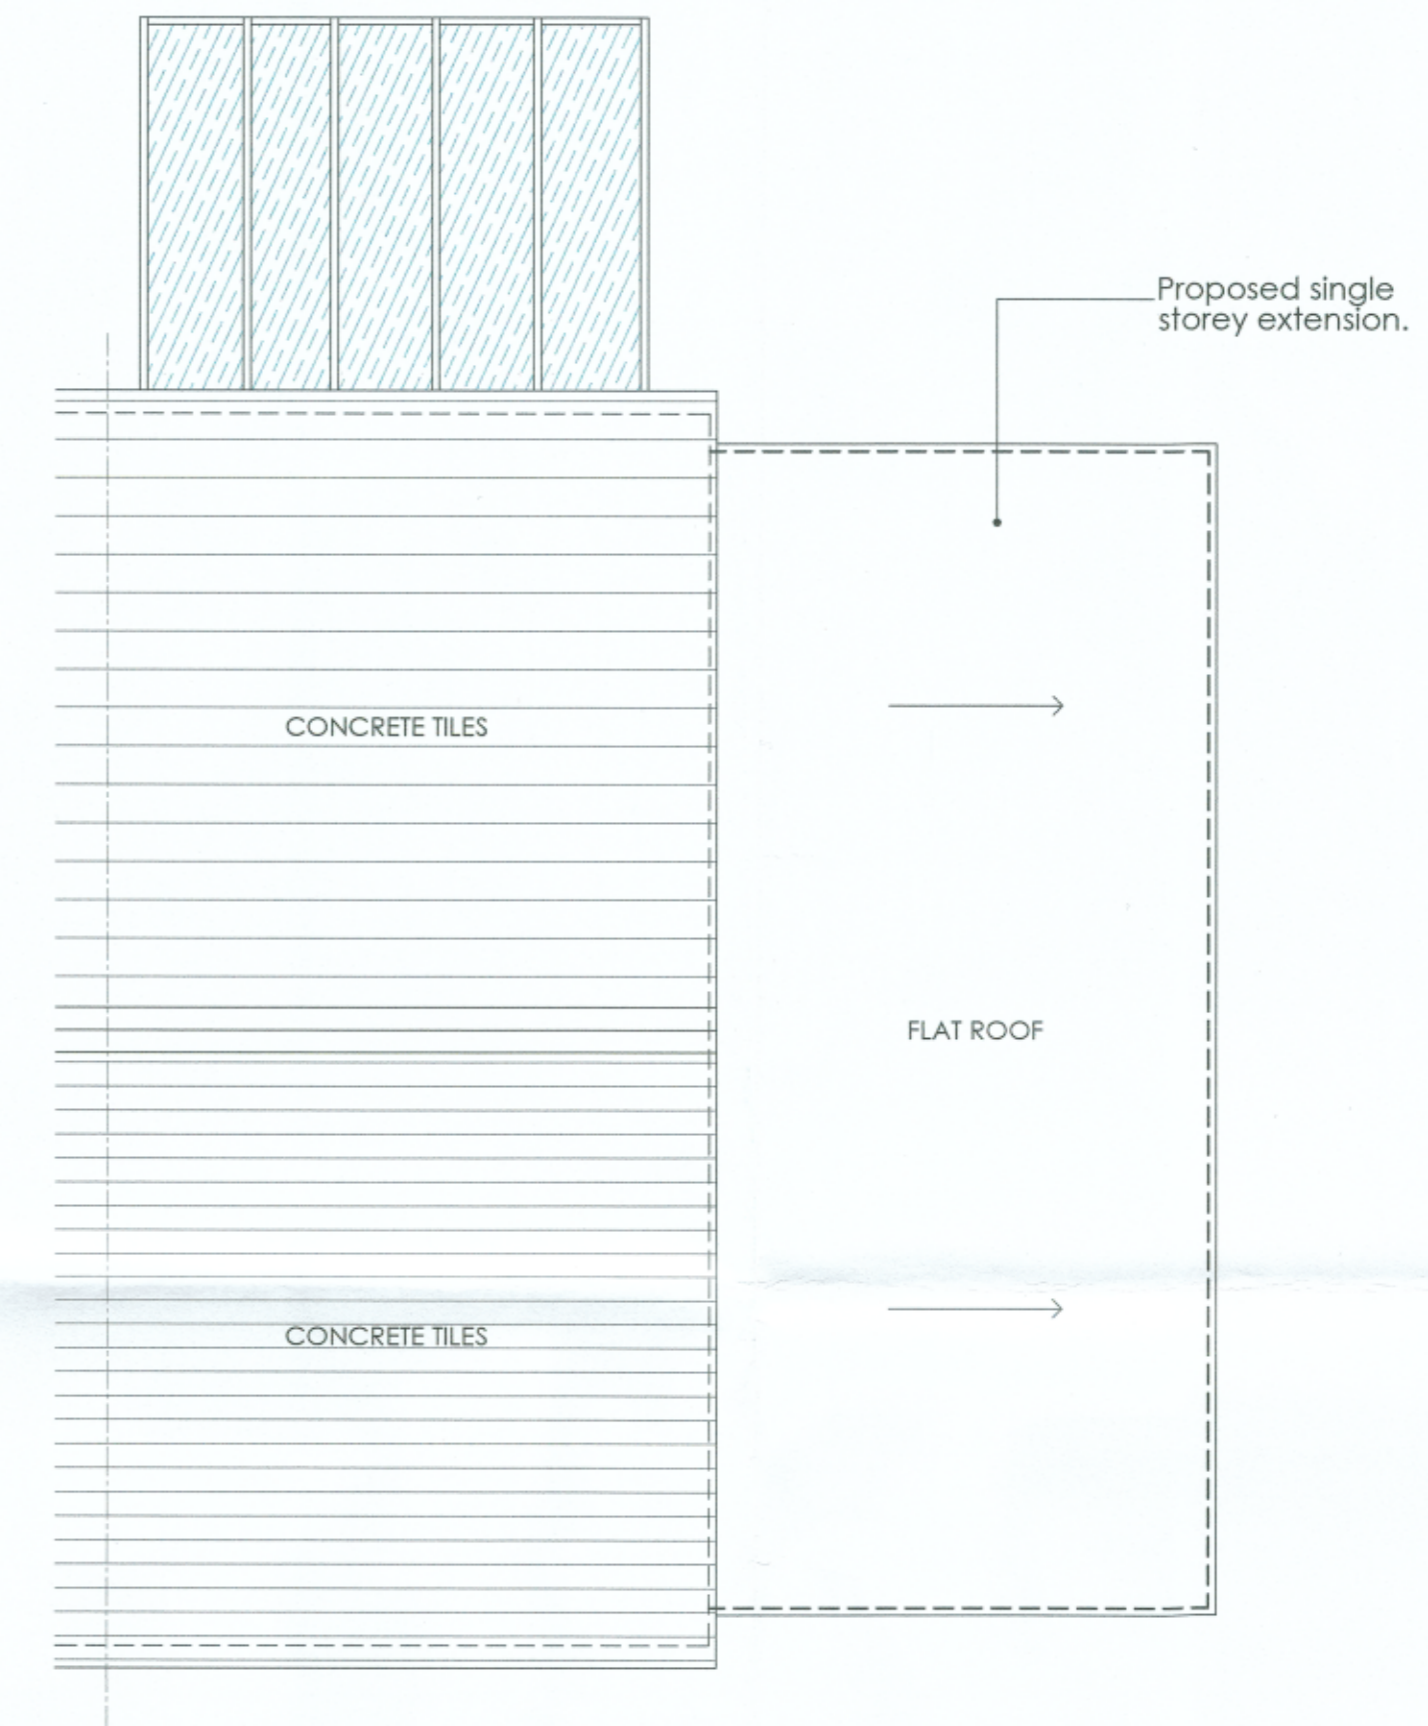 Proposed single
storey extension.
CONCRETE TILES
FLAT ROOF
CONCRETE TILES